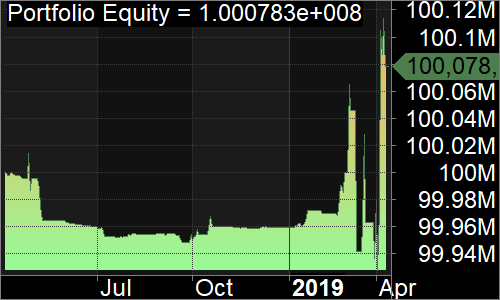 Portfolio Equity = 1.000783e+008
100.12M
100.1M
100,078,
100.06M
100.04M
100.02M
100M
99.98M
99.96M
99.94M
Jul Oct 2019 Apr